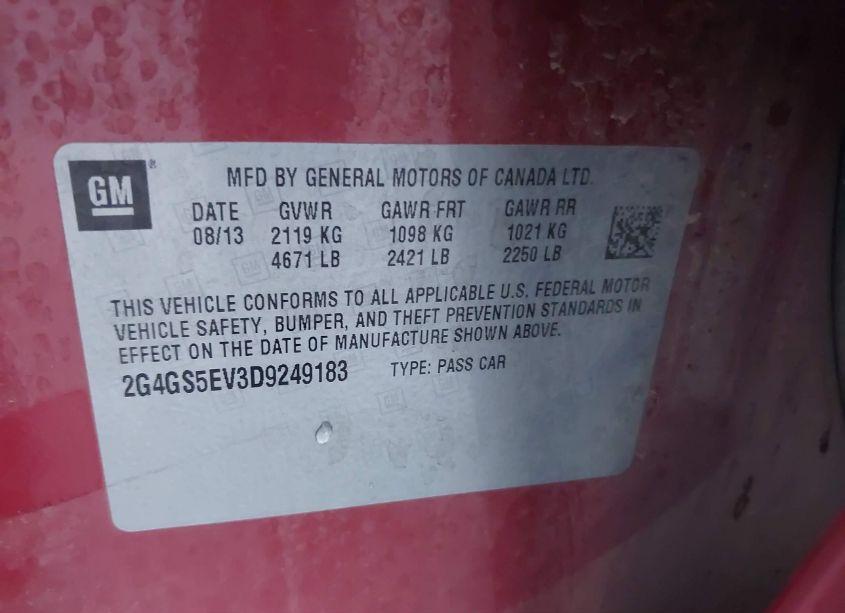 GM
MFD BY GENERAL MOTORS OF CANADA LTD.
DATE GVWR GAWR FRT GAWR RR
08/13 2119 KG 1098 KG 1021 KG
4671 LB 2421 LB 2250 LB
THIS VEHICLE CONFORMS TO ALL APPLICABLE U.S. FEDERAL MOTOR
VEHICLE SAFETY, BUMPER, AND THEFT PREVENTION STANDARDS IN
EFFECT ON THE DATE OF MANUFACTURE SHOWN ABOVE.
2G4GS5EV3D9249183 TYPE: PASS CAR